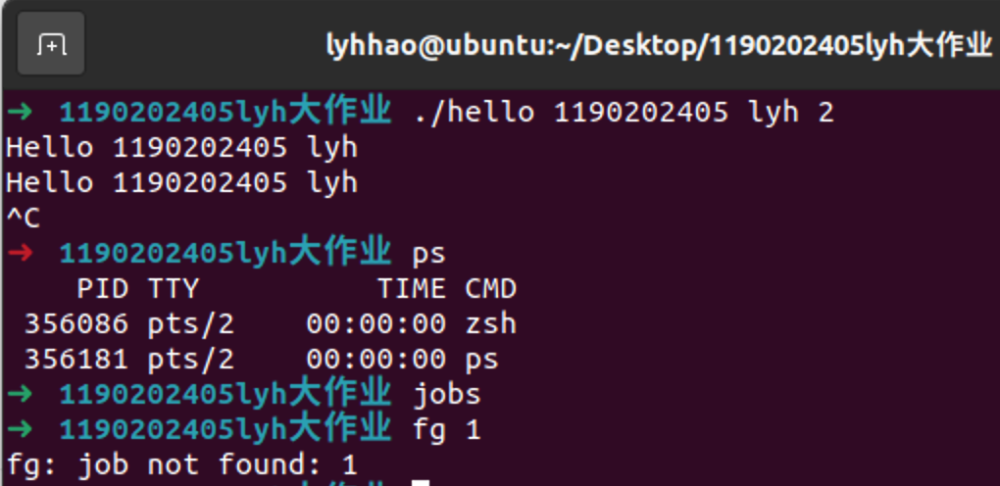 lyhhao@ubuntu:~/Desktop/1190202405lyh大作业
➜ 1190202405lyh大作业 ./hello 1190202405 lyh 2
Hello 1190202405 lyh
Hello 1190202405 lyh
^C
➜ 1190202405lyh大作业 ps
PID TTY TIME CMD
356086 pts/2 00:00:00 zsh
356181 pts/2 00:00:00 ps
➜ 1190202405lyh大作业 jobs
➜ 1190202405lyh大作业 fg 1
fg: job not found: 1